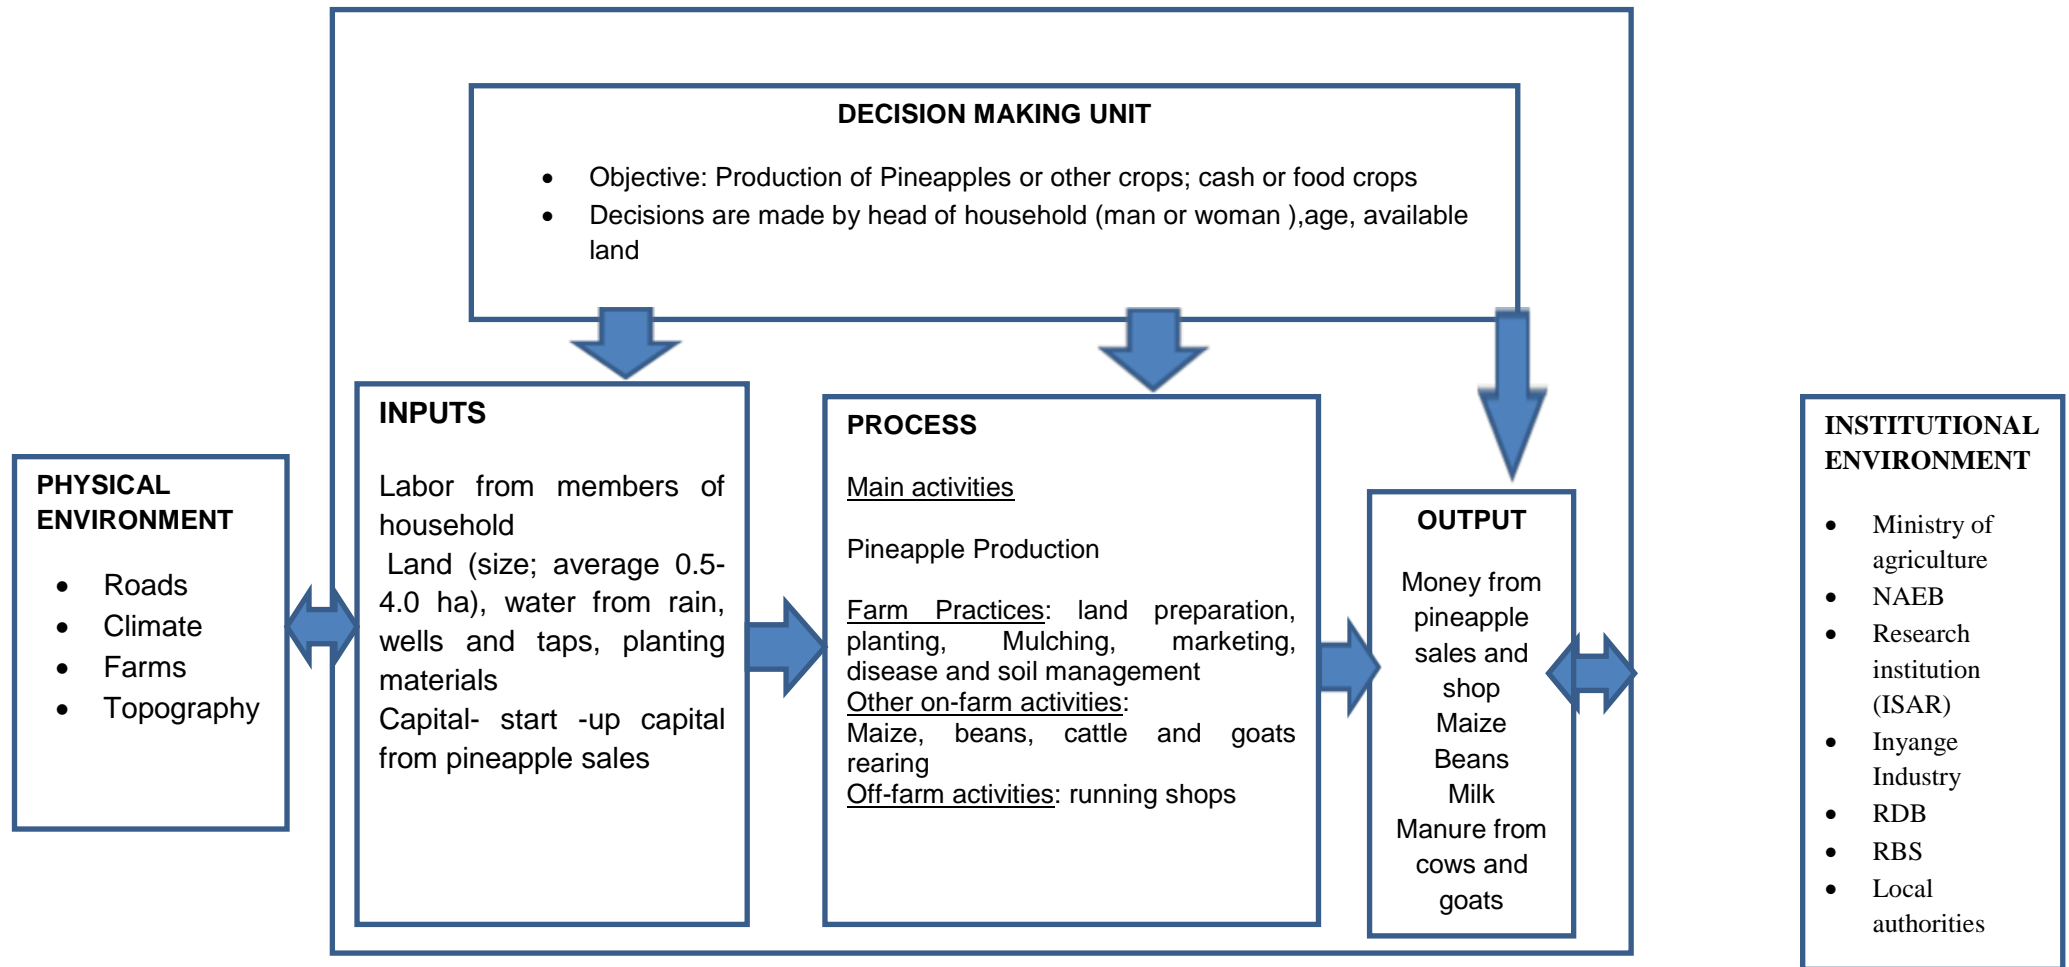 DECISION MAKING UNIT
• Objective: Production of Pineapples or other crops; cash or food crops
• Decisions are made by head of household (man or woman ),age, available
land
PHYSICAL
ENVIRONMENT
• Roads
• Climate
• Farms
• Topography
INPUTS
Labor from members of
household
Land (size; average 0.5-
4.0 ha), water from rain,
wells and taps, planting
materials
Capital- start -up capital
from pineapple sales
PROCESS
Main activities
Pineapple Production
Farm Practices: land preparation,
planting, Mulching, marketing,
disease and soil management
Other on-farm activities:
Maize, beans, cattle and goats
rearing
Off-farm activities: running shops
OUTPUT
Money from
pineapple
sales and
shop
Maize
Beans
Milk
Manure from
cows and
goats
INSTITUTIONAL
ENVIRONMENT
• Ministry of
agriculture
• NAEB
• Research
institution
(ISAR)
• Inyange
Industry
• RDB
• RBS
• Local
authorities